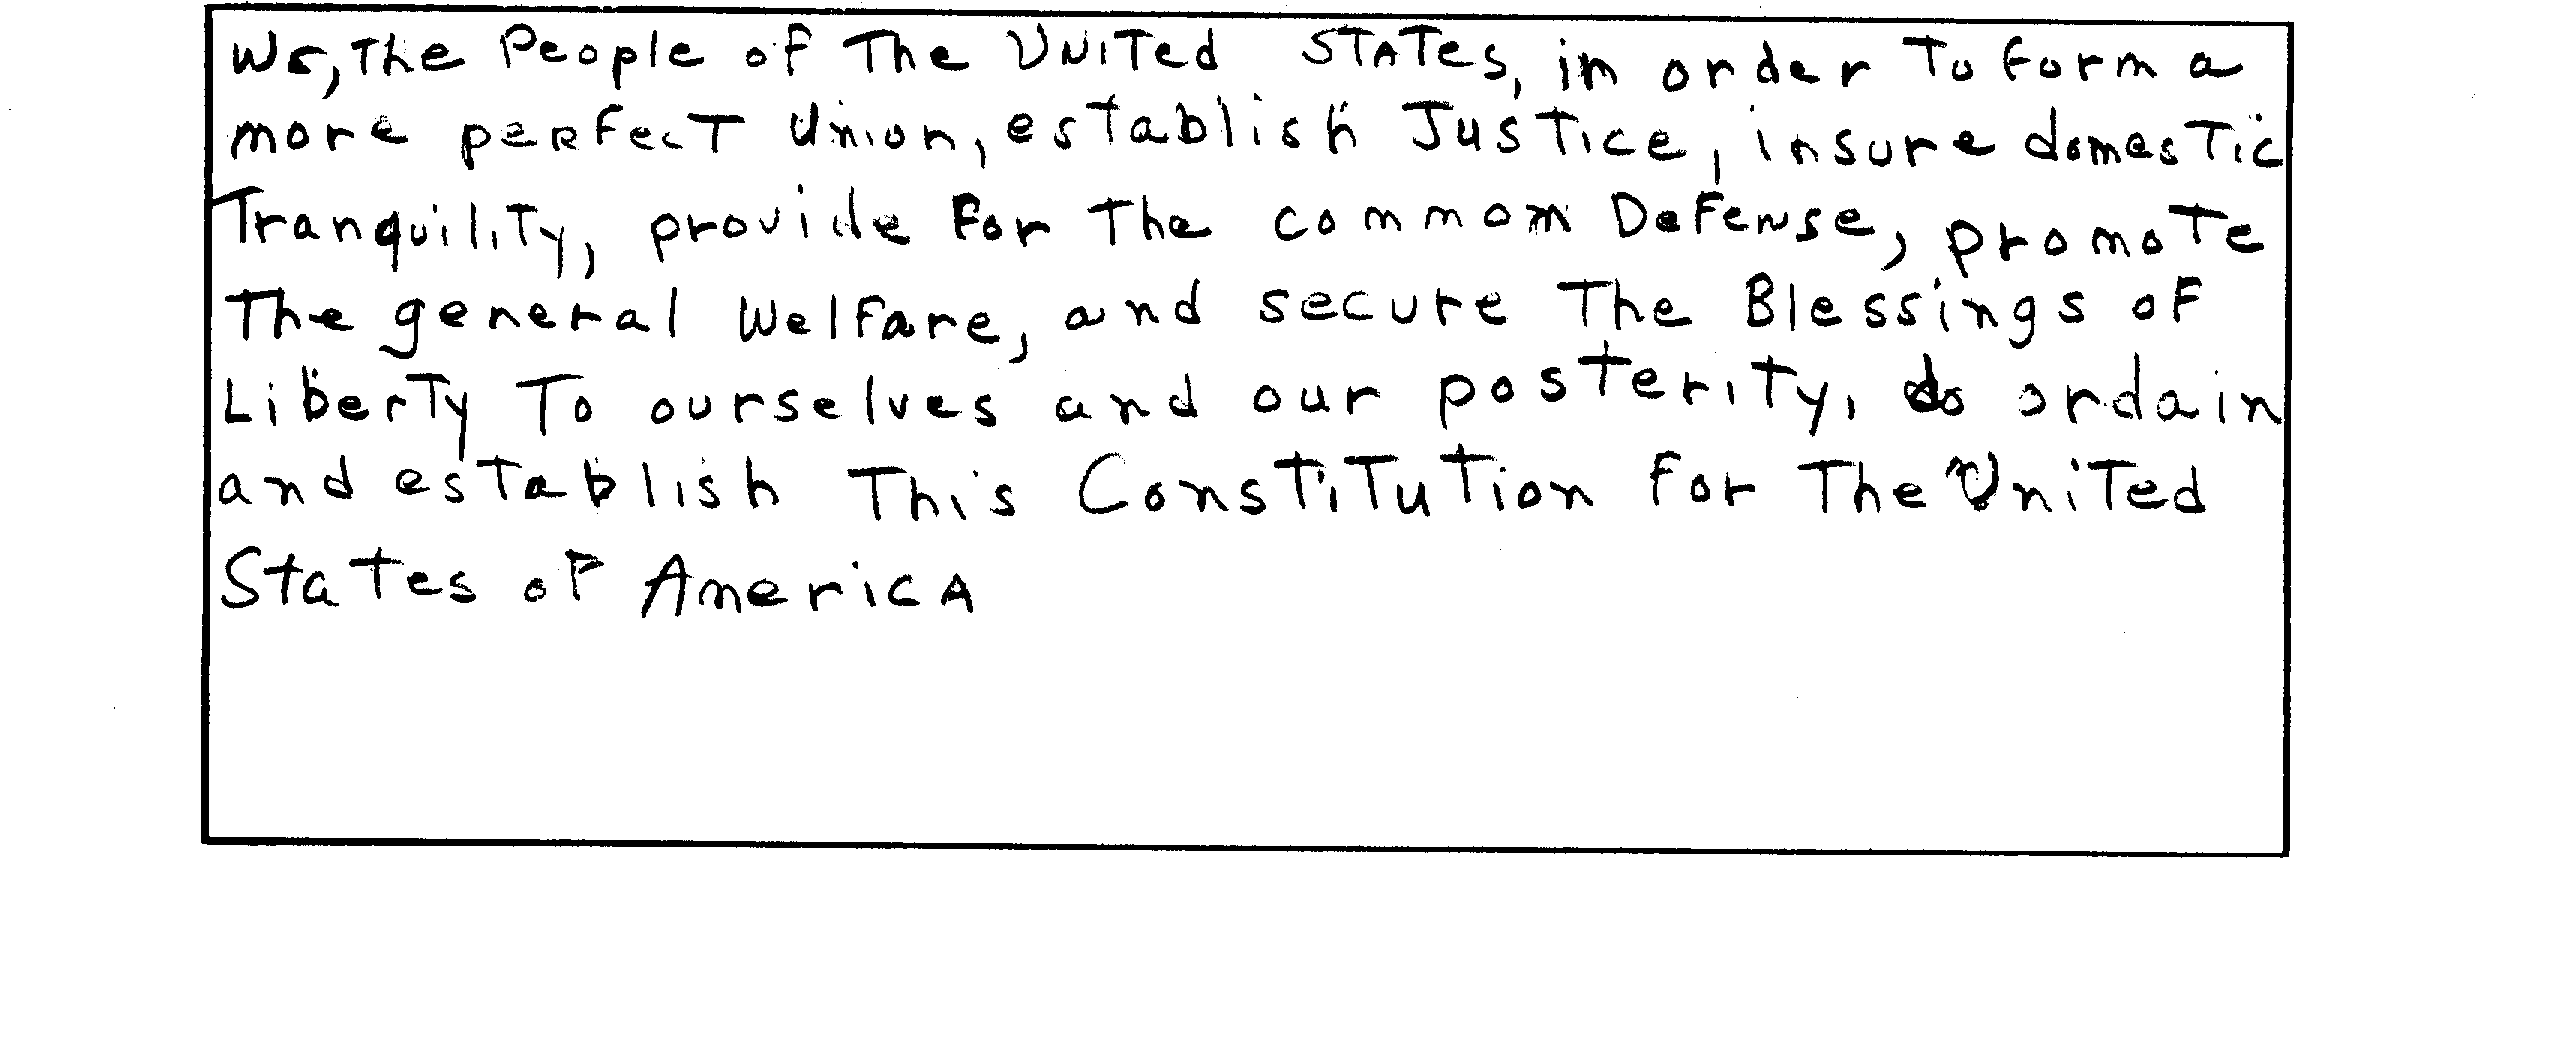 We, the People of The United States, in order To form a
more perfect Union, establish Justice, insure domestic
Tranquility, provide for The common Defense, promote
The general Welfare, and secure The Blessings of
Liberty To ourselves and our posterity, do ordain
and establish This Constitution for The United
States of America